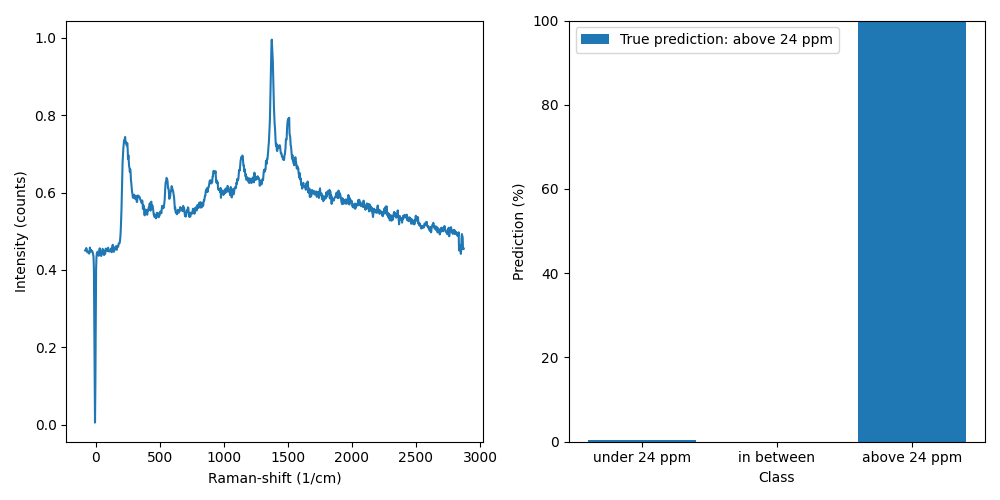 1.0
0.8
0.6
0.4
0.2
0.0
Intensity (counts)
0 500 1000 1500 2000 2500 3000
Raman-shift (1/cm)
100
80
60
40
20
0
Prediction (%)
True prediction: above 24 ppm
under 24 ppm in between above 24 ppm
Class